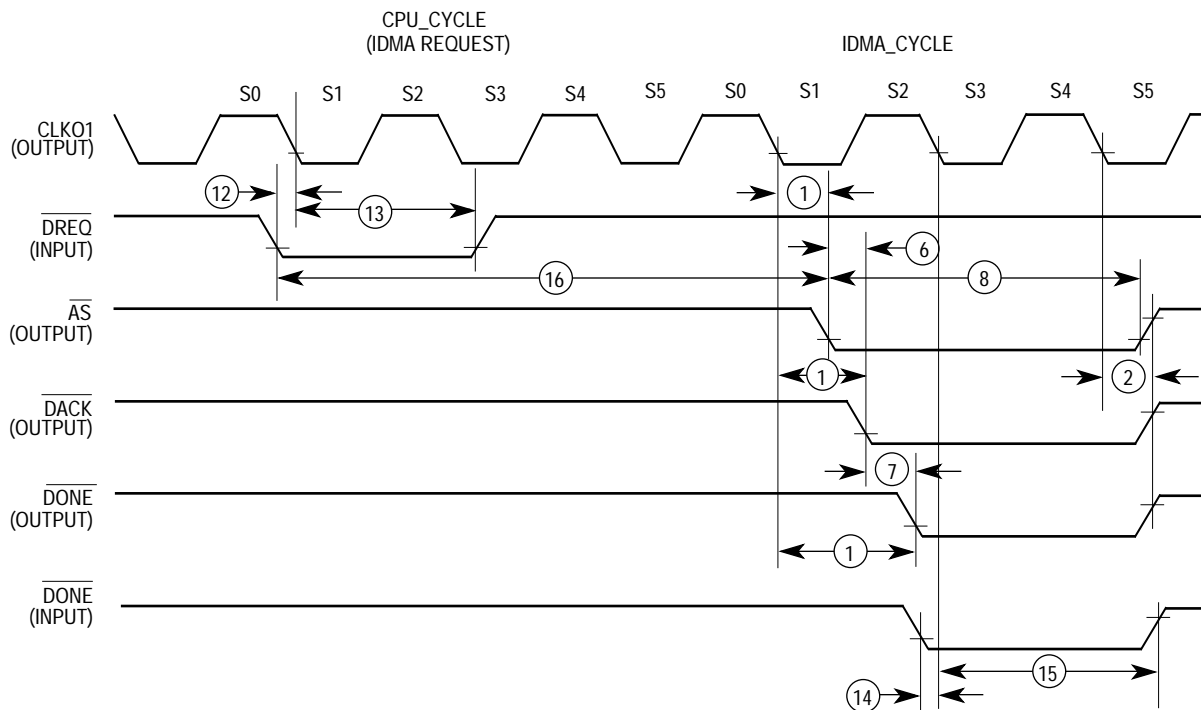 CPU_CYCLE
(IDMA REQUEST)
IDMA_CYCLE
S0 S1 S2 S3 S4 S5 S0 S1 S2 S3 S4 S5
CLKO1
(OUTPUT)
12
13
1
DREQ
(INPUT)
6
16
8
AS
(OUTPUT)
1
2
DACK
(OUTPUT)
7
DONE
(OUTPUT)
1
DONE
(INPUT)
14
15